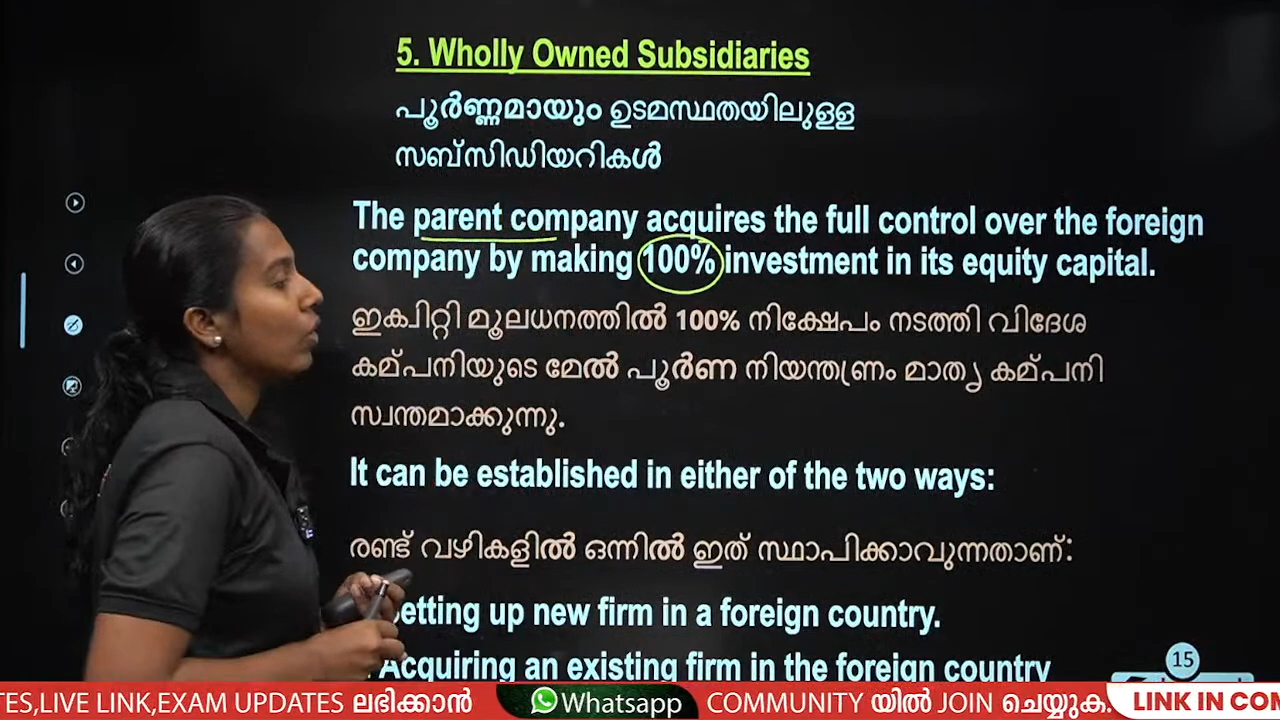 5. Wholly Owned Subsidiaries
പൂർണ്ണമായും ഉടമസ്ഥതയിലുള്ള
സബ്സിഡിയറികൾ
The parent company acquires the full control over the foreign
company by making 100% investment in its equity capital.
ഇക്വിറ്റി മൂലധനത്തിൽ 100% നിക്ഷേപം നടത്തി വിദേശ
കമ്പനിയുടെ മേൽ പൂർണ നിയന്ത്രണം മാതൃ കമ്പനി
സ്വന്തമാക്കുന്നു.
It can be established in either of the two ways:
രണ്ട് വഴികളിൽ ഒന്നിൽ ഇത് സ്ഥാപിക്കാവുന്നതാണ്:
etting up new firm in a foreign country.
Acquiring an existing firm in the foreign country
15
TES,LIVE LINK,EXAM UPDATES ലഭിക്കാൻ Whatsapp COMMUNITY യിൽ JOIN ചെയ്യുക. LINK IN COM